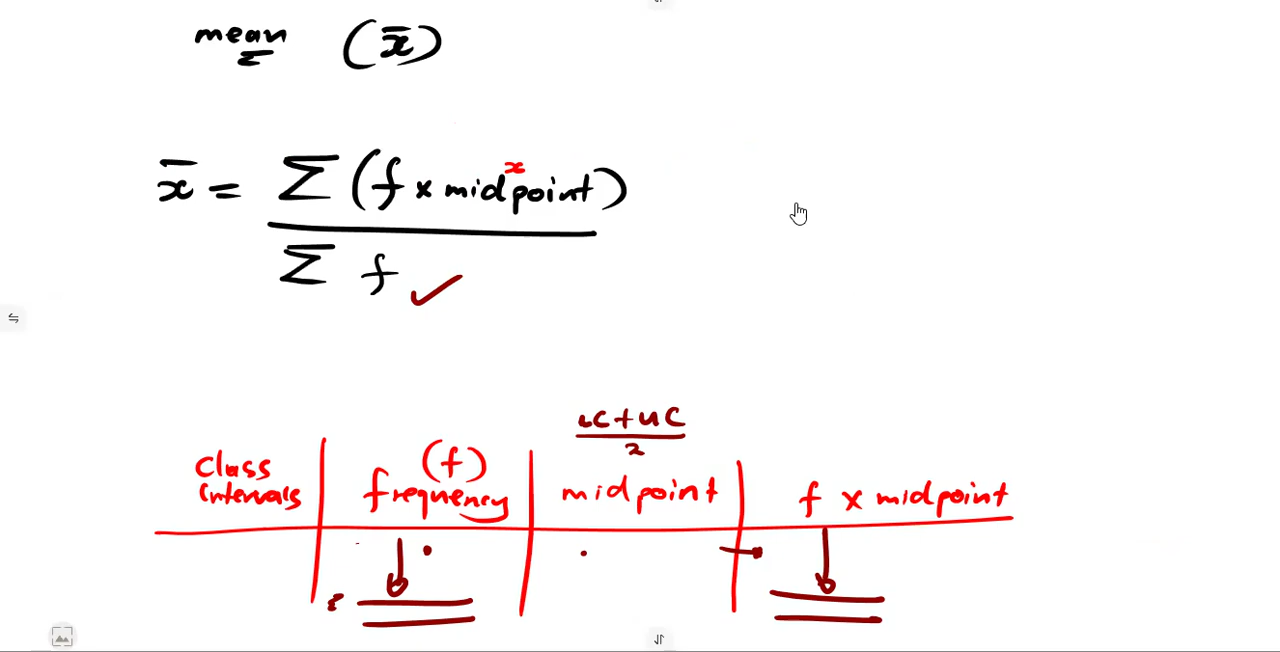 mean (x̄)
x̄ = Σ (f x midpoint)
x
Σ f ✓
LC+UC
2
Class Intervals | (f) frequency | midpoint | f x midpoint
Σ